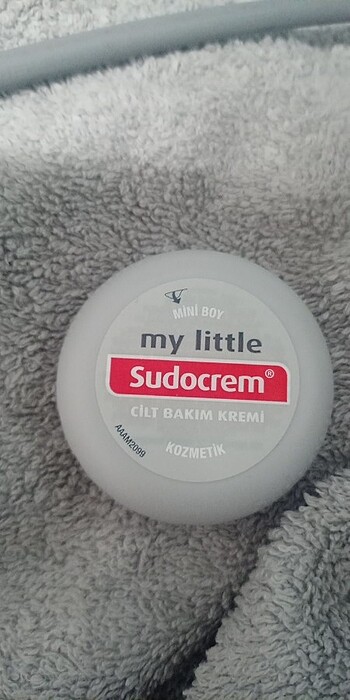 MİNİ BOY
my little
Sudocrem®
CİLT BAKIM KREMİ
AAAM2099
KOZMETİK